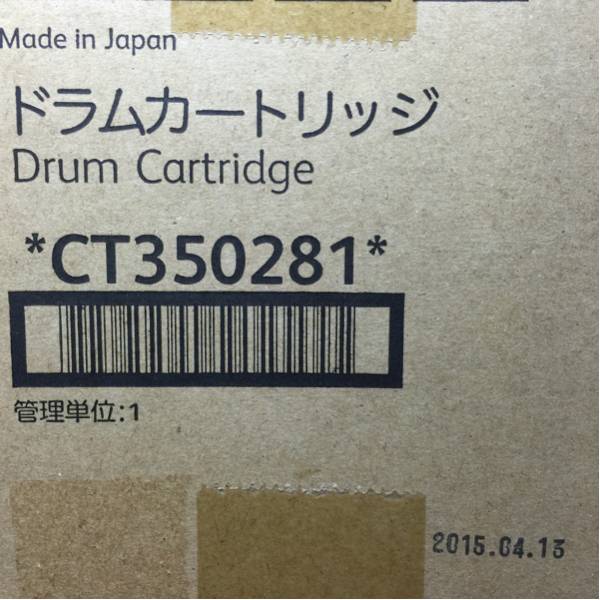 Made in Japan
ドラムカートリッジ
Drum Cartridge
*CT350281*
管理単位:1
2015.04.13